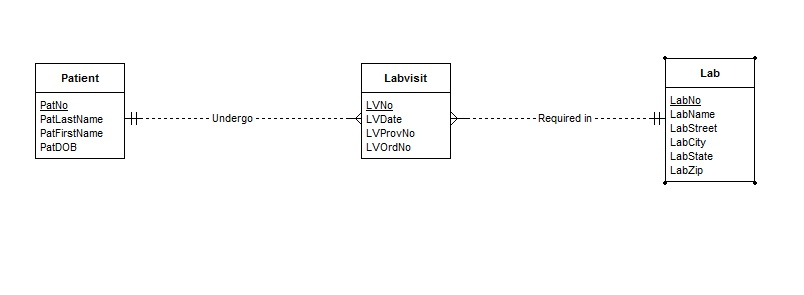 Patient
PatNo
PatLastName
PatFirstName
PatDOB
Undergo
Labvisit
LVNo
LVDate
LVProvNo
LVOrdNo
Required in
Lab
LabNo
LabName
LabStreet
LabCity
LabState
LabZip